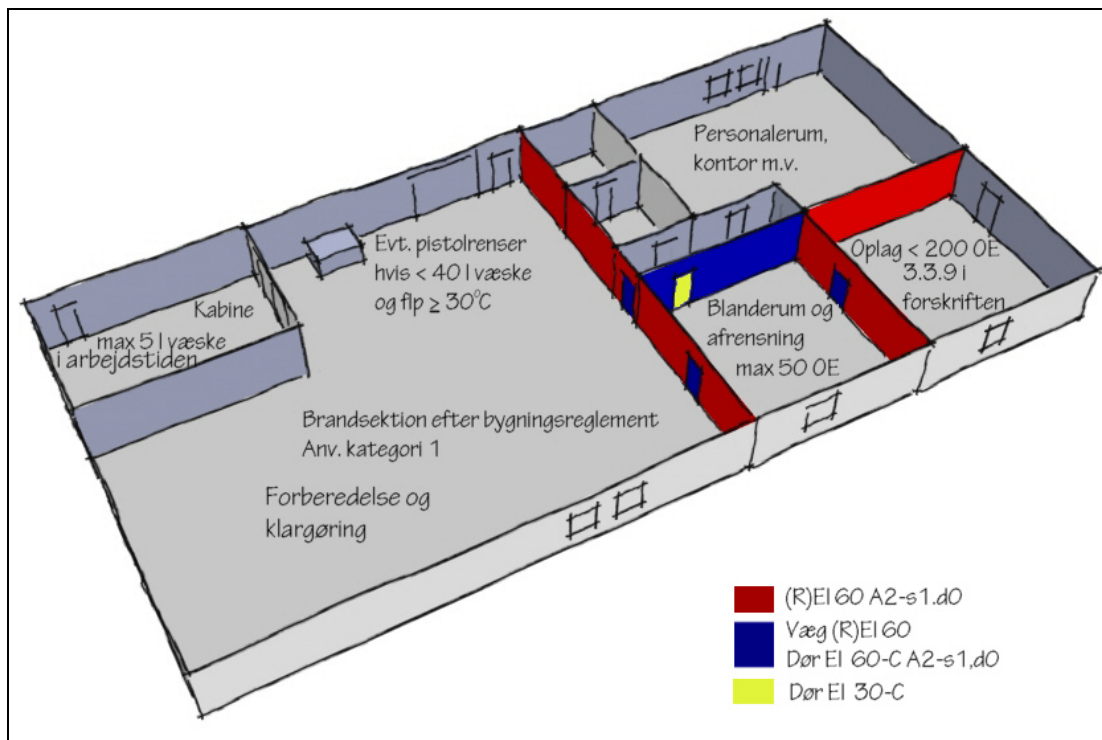 Personalerum,
kontor m.v.
Evt. pistolrenser
hvis < 40 l væske
og flp ≥ 30°C
Oplag < 200 OE
3.3.9 i
forskriften
Kabine
max 5 l væske
i arbejdstiden
Blanderum og
afrensning
max 50 OE
Brandsektion efter bygningsreglement
Anv. kategori 1
Forberedelse og
klargøring
(R)EI 60 A2-s1.d0
Væg (R)EI 60
Dør EI 60-C A2-s1,d0
Dør EI 30-C